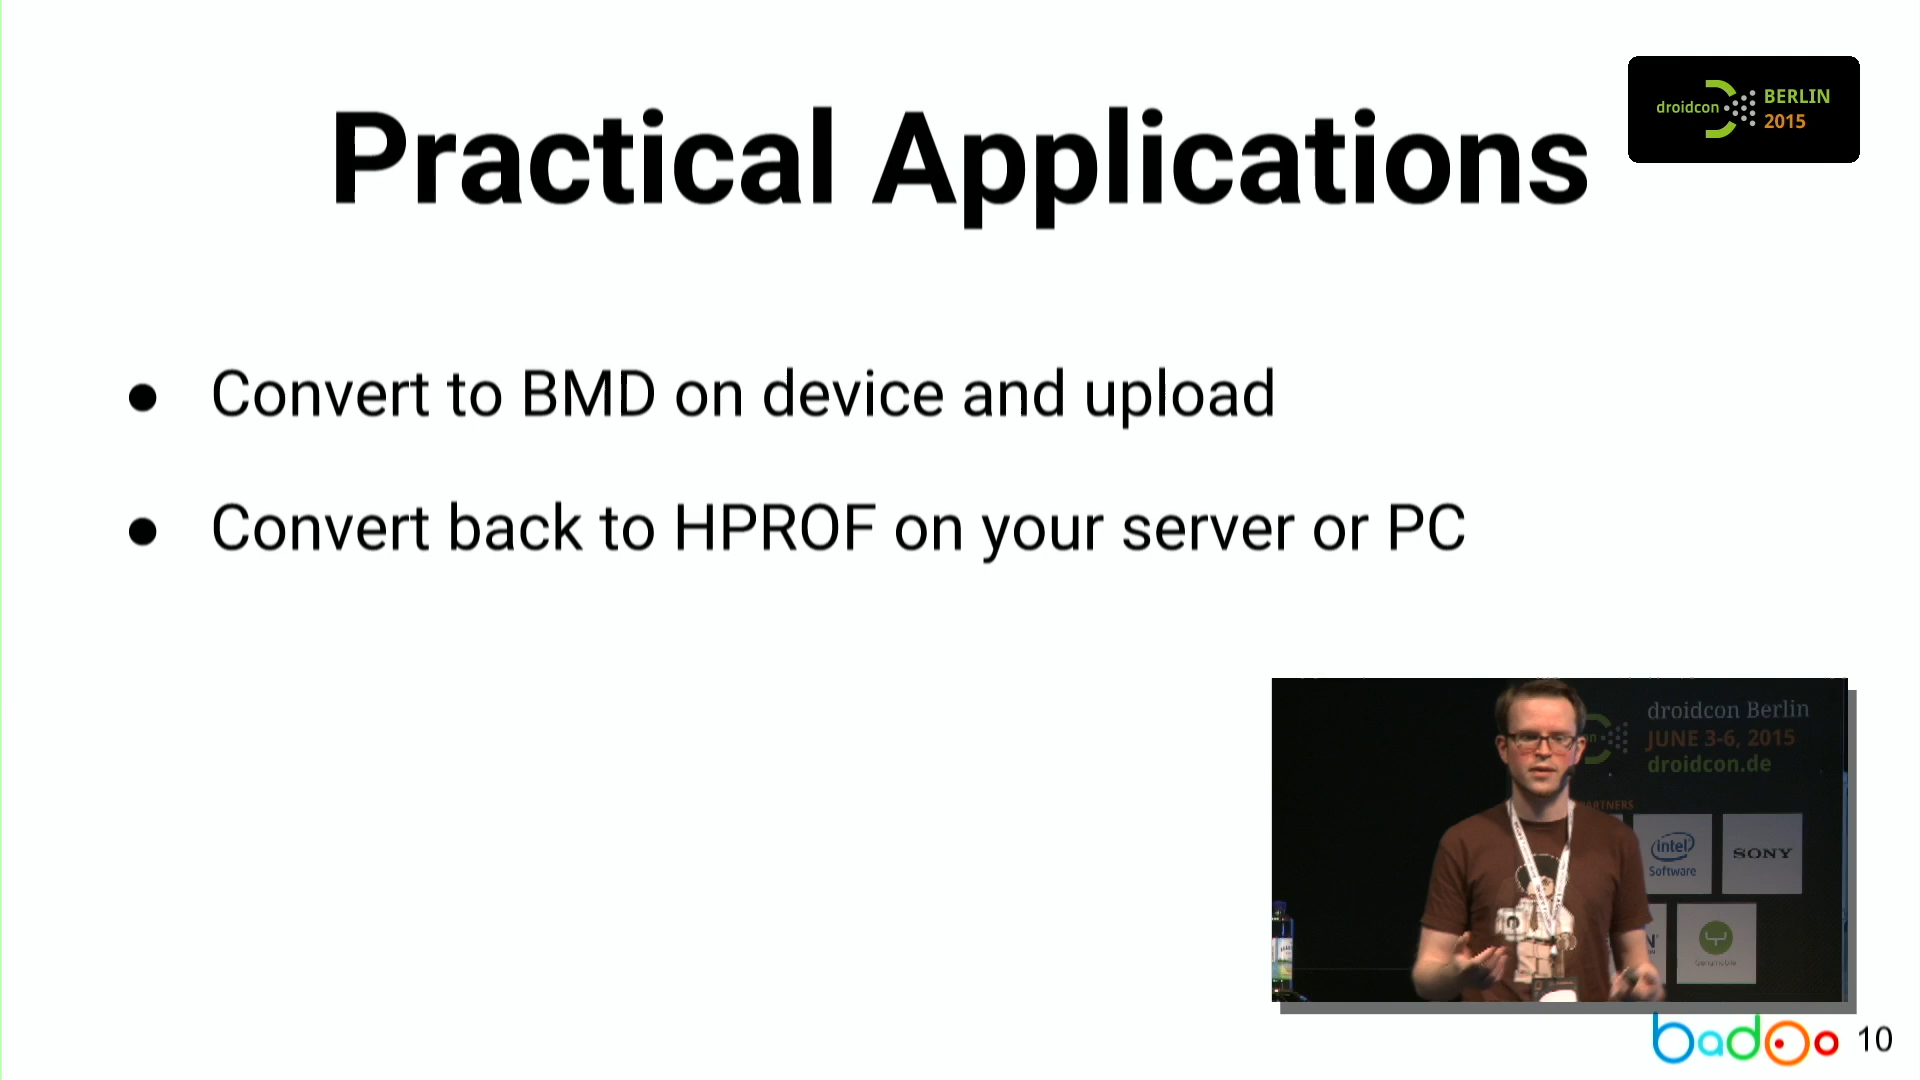 Practical Applications
droidcon
BERLIN
2015
● Convert to BMD on device and upload
● Convert back to HPROF on your server or PC
droidcon Berlin
JUNE 3-6, 2015
droidcon.de
PARTNERS
intel
Software
SONY
badoo
10